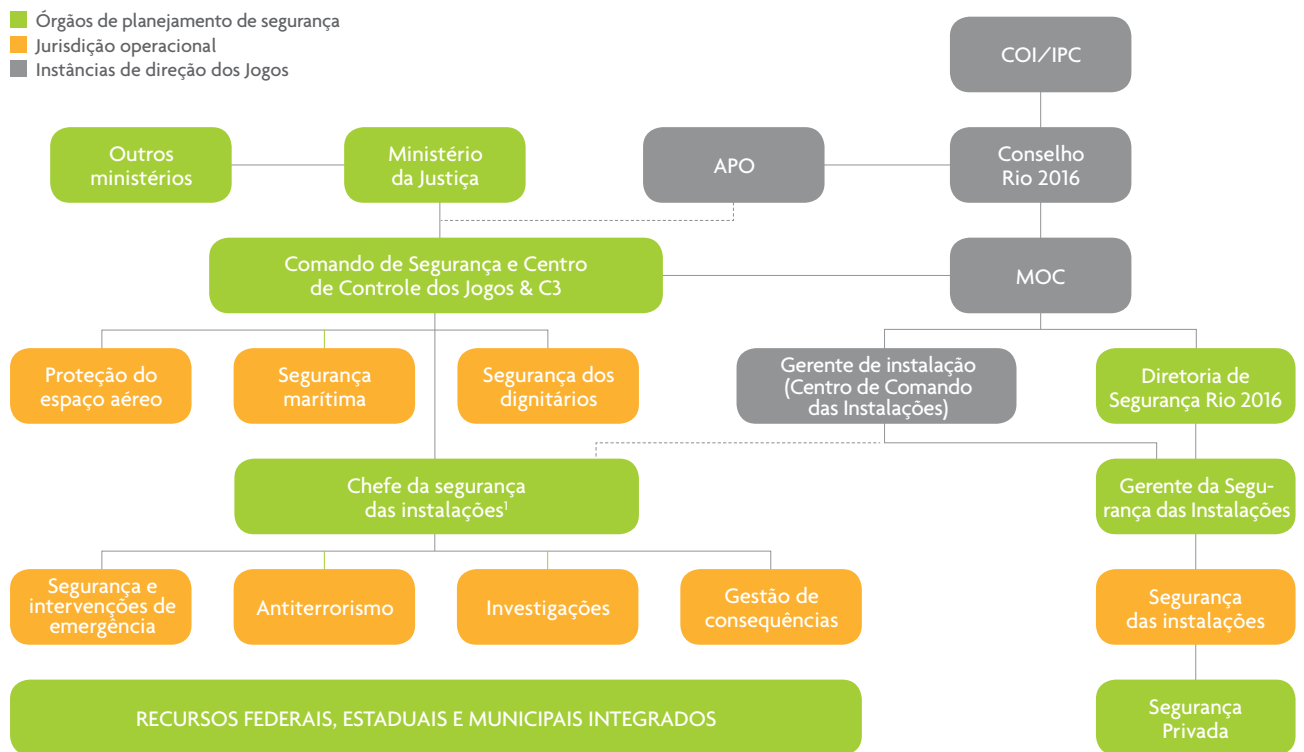 Órgãos de planejamento de segurança
Jurisdição operacional
Instâncias de direção dos Jogos
COI/IPC
Outros
ministérios
Ministério
da Justiça
APO
Conselho
Rio 2016
Comando de Segurança e Centro
de Controle dos Jogos & C3
MOC
Proteção do
espaço aéreo
Segurança
marítima
Segurança dos
dignitários
Gerente de instalação
(Centro de Comando
das Instalações)
Diretoria de
Segurança Rio 2016
Chefe da segurança
das instalações¹
Gerente da Segu-
rança das Instalações
Segurança e
intervenções de
emergência
Antiterrorismo
Investigações
Gestão de
consequências
Segurança
das instalações
RECURSOS FEDERAIS, ESTADUAIS E MUNICIPAIS INTEGRADOS
Segurança
Privada